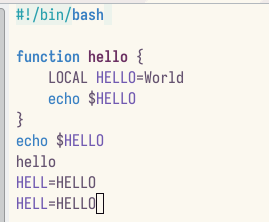 #!/bin/bash
function hello {
LOCAL HELLO=World
echo $HELLO
}
echo $HELLO
hello
HELL=HELLO
HELL=HELLO